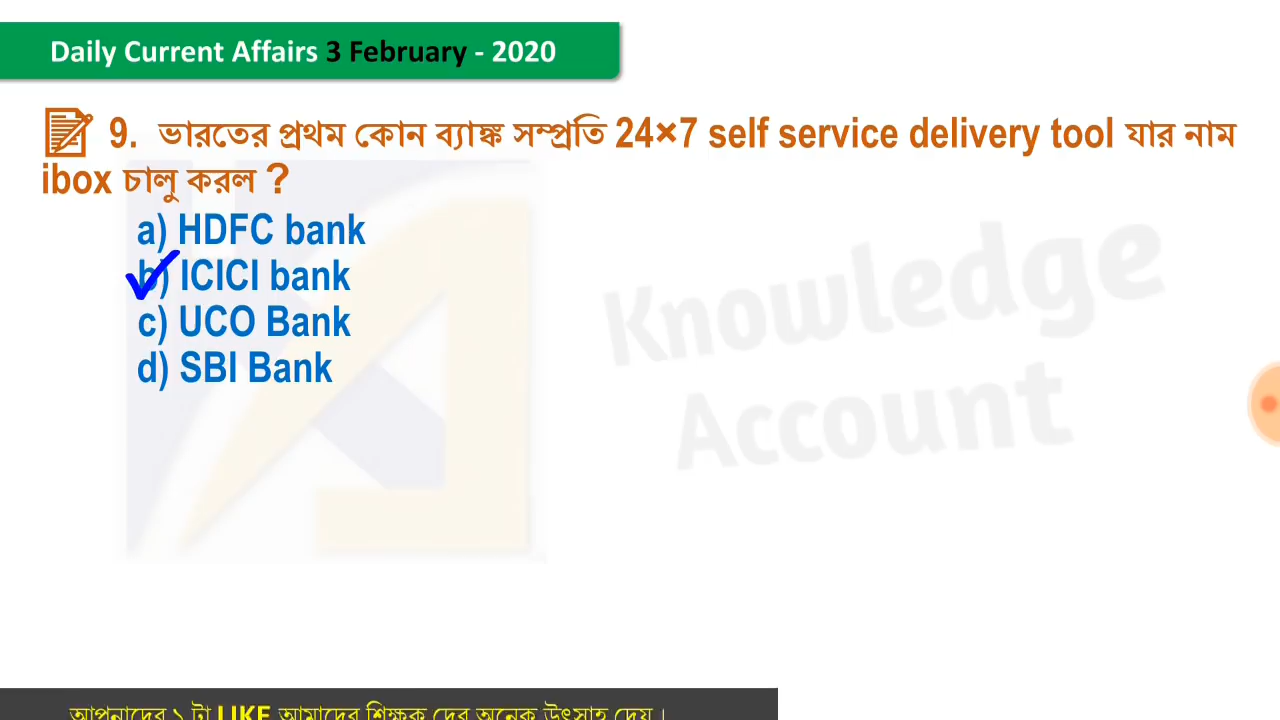 Daily Current Affairs 3 February - 2020
9. ভারতের প্রথম কোন ব্যাঙ্ক সম্প্রতি 24×7 self service delivery tool যার নাম
ibox চালু করল ?
a) HDFC bank
b) ICICI bank
c) UCO Bank
d) SBI Bank
Knowledge
Account
আপনাদের ১ টা LIKE আমাদের শিক্ষক দের অনেক উৎসাহ দেয়।